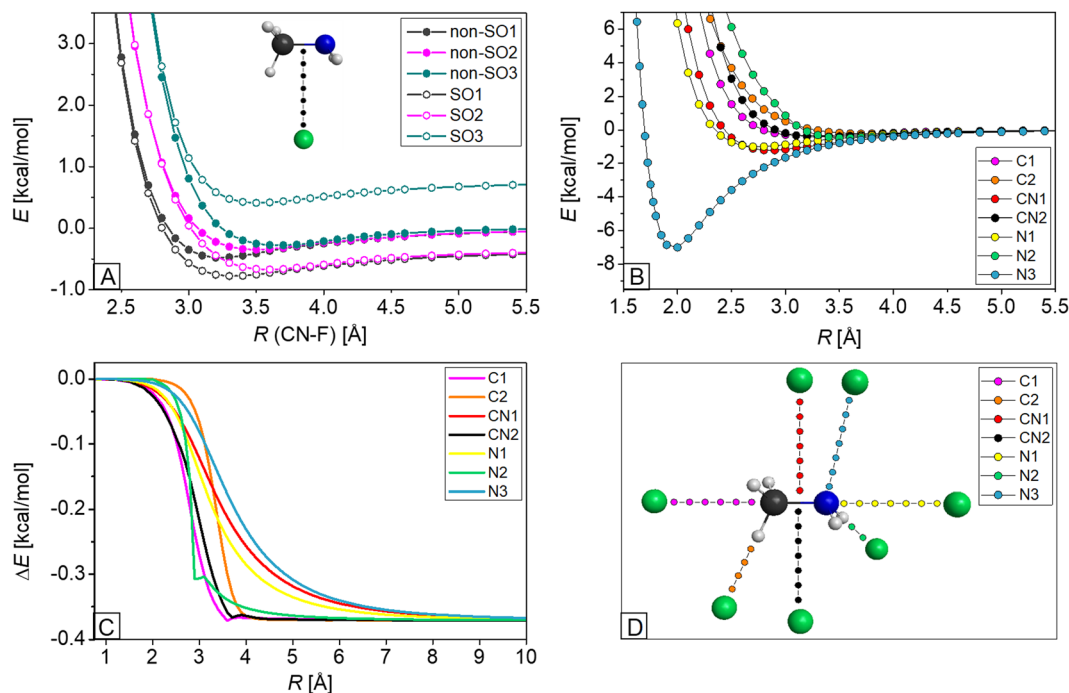 3.0
2.0
1.0
0.0
-1.0
E [kcal/mol]
2.5 3.0 3.5 4.0 4.5 5.0 5.5
R (CN-F) [Å]
non-SO1
non-SO2
non-SO3
SO1
SO2
SO3
A
6
4
2
0
-2
-4
-6
-8
E [kcal/mol]
1.5 2.0 2.5 3.0 3.5 4.0 4.5 5.0 5.5
R [Å]
C1
C2
CN1
CN2
N1
N2
N3
B
0.0
-0.1
-0.2
-0.3
-0.4
ΔE [kcal/mol]
1 2 3 4 5 6 7 8 9 10
R [Å]
C1
C2
CN1
CN2
N1
N2
N3
C
C1
C2
CN1
CN2
N1
N2
N3
D